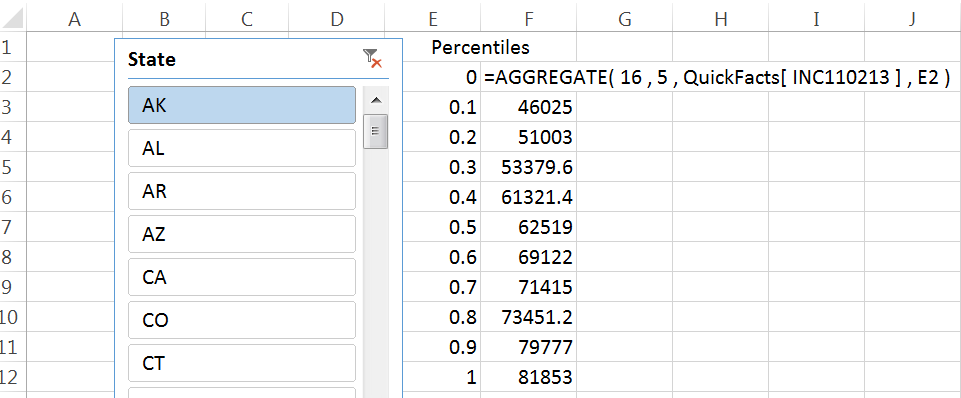 A B C D E F G H I J
1 Percentiles
State
2 0 =AGGREGATE( 16 , 5 , QuickFacts[ INC110213 ] , E2 )
3 AK 0.1 46025
4 AL 0.2 51003
5 0.3 53379.6
6 AR 0.4 61321.4
7 AZ 0.5 62519
8 0.6 69122
9 CA 0.7 71415
10 CO 0.8 73451.2
11 0.9 79777
12 CT 1 81853